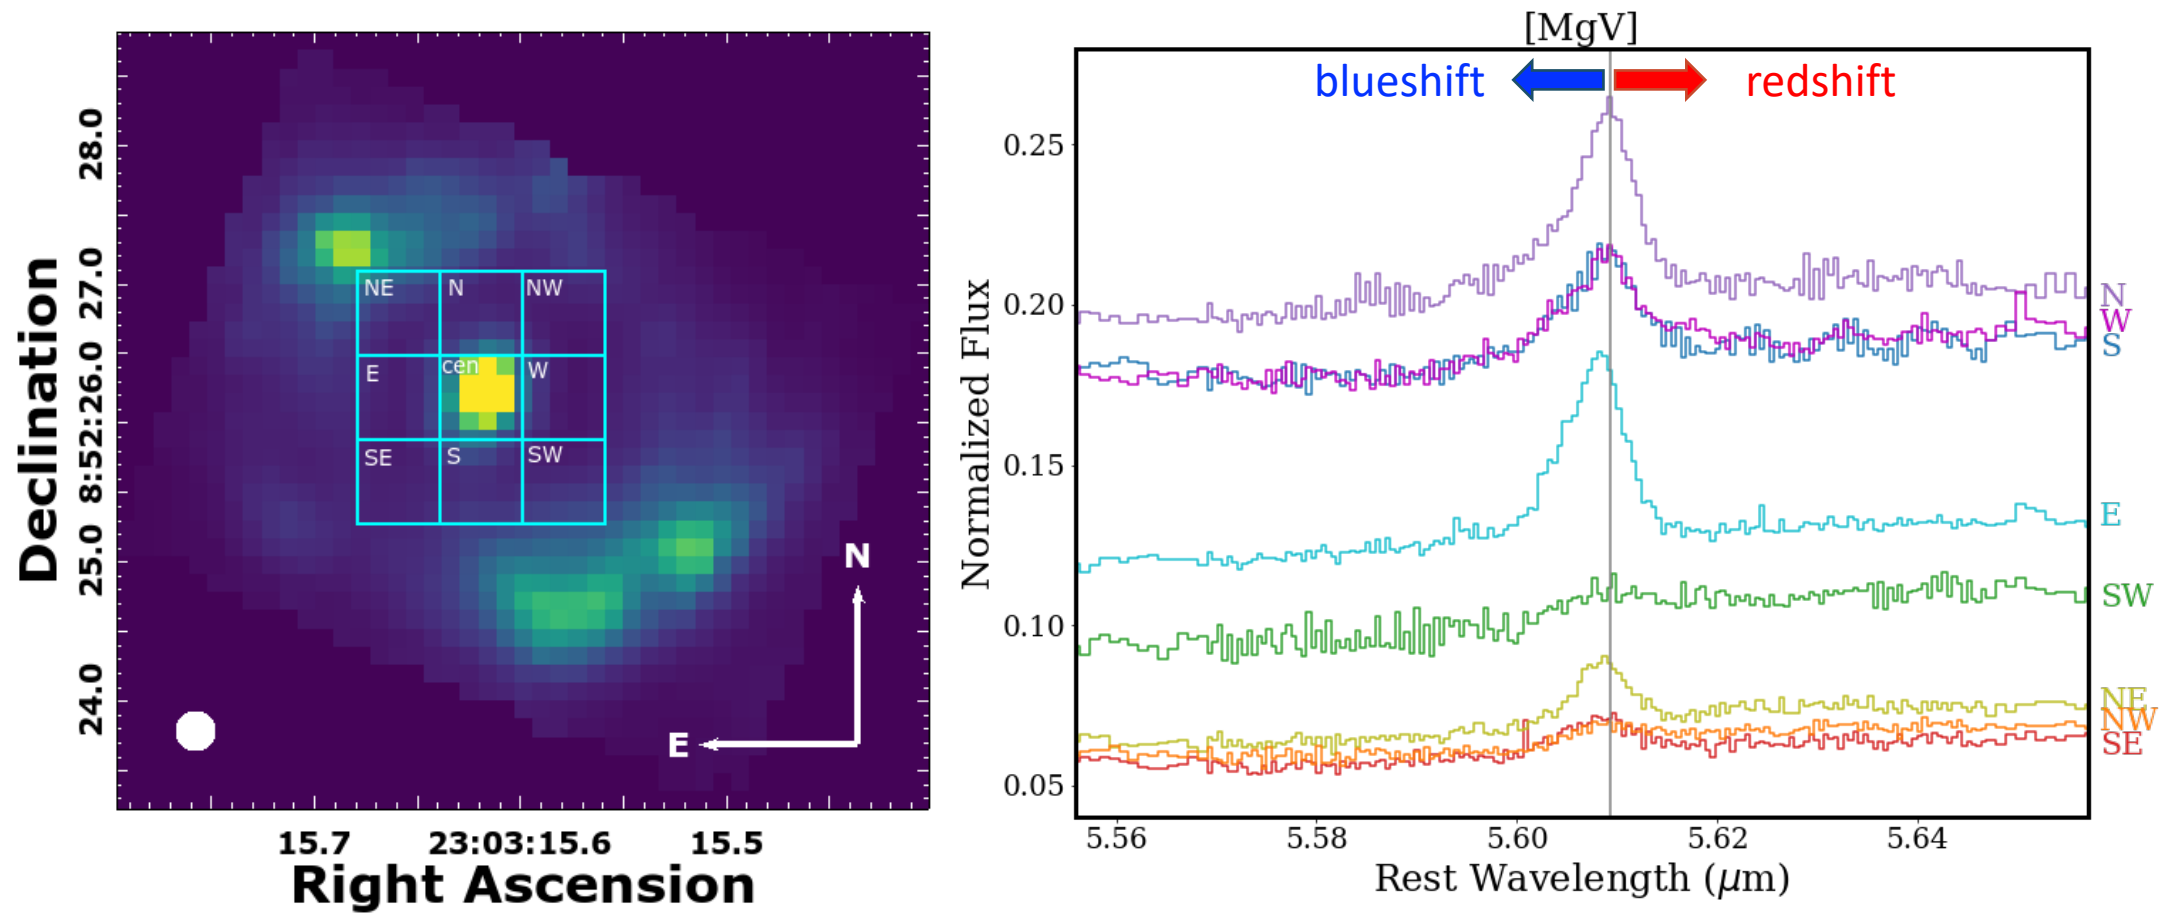 Declination
28.0
27.0
8:52:26.0
25.0
24.0
NE N NW
E cen W
SE S SW
N
E
15.7 23:03:15.6 15.5
Right Ascension
[MgV]
blueshift redshift
Normalized Flux
0.25
0.20
0.15
0.10
0.05
N
W
S
E
SW
NE
NW
SE
5.56 5.58 5.60 5.62 5.64
Rest Wavelength (μm)